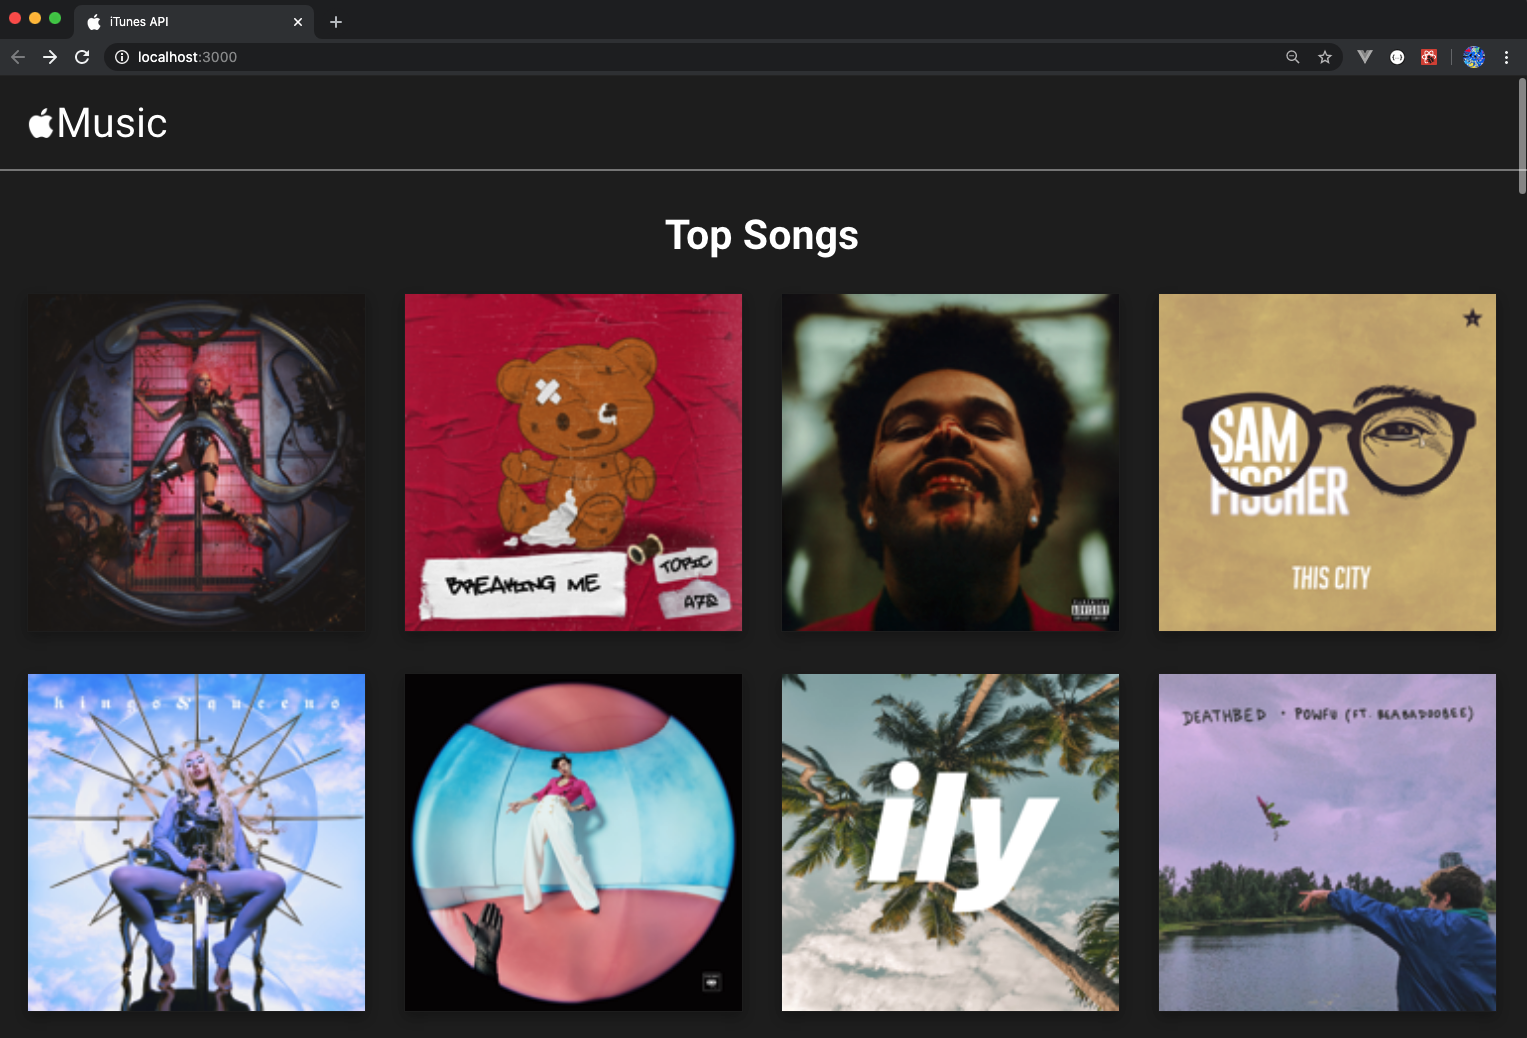 iTunes API
localhost:3000
Music
Top Songs
BREAKING ME
TOPIC
A7S
SAM
FISCHER
THIS CITY
ADVISORY
kings & queens
ily
DEATHBED • POWFU (FT. BEABADOOBEE)